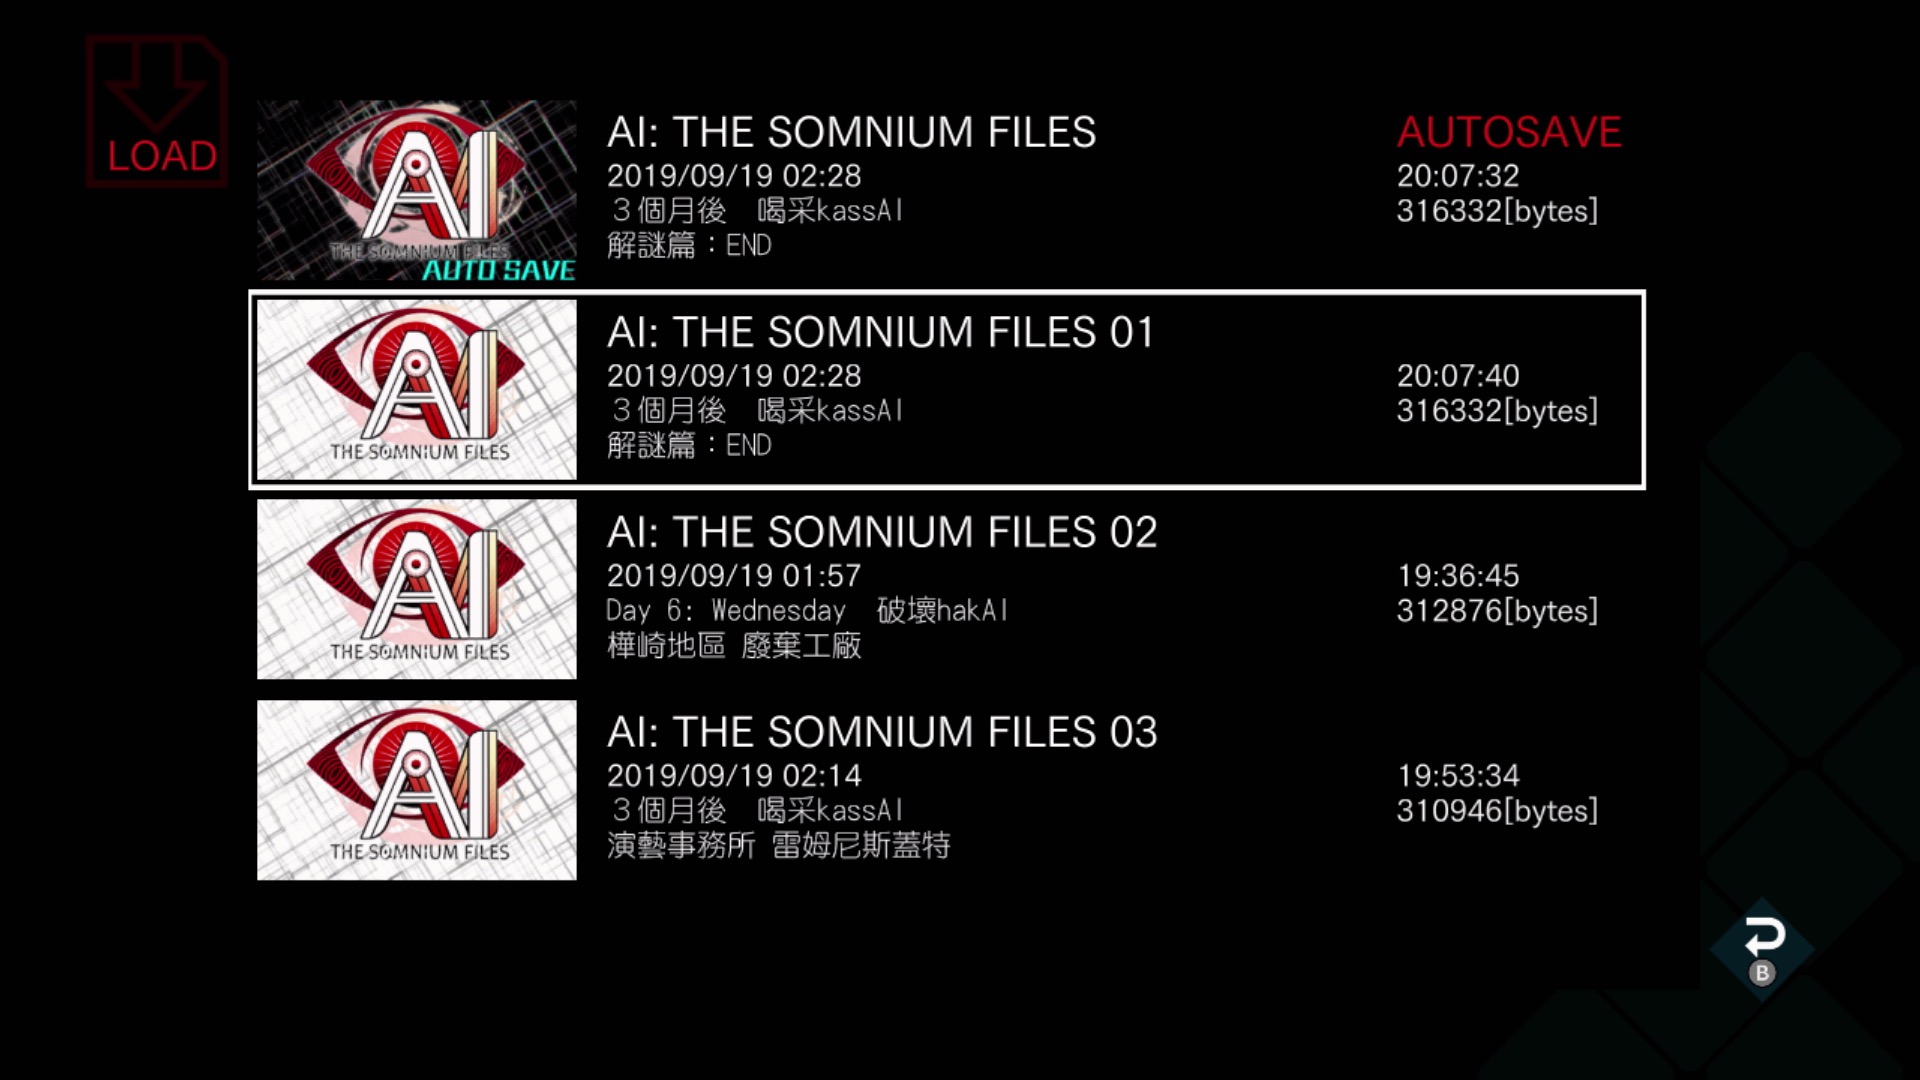 LOAD
AI
THE SOMNIUM FILES
AUTO SAVE
AI: THE SOMNIUM FILES
AUTOSAVE
2019/09/19 02:28
20:07:32
３個月後　喝采kassAI
316332[bytes]
解謎篇：END
AI
THE SOMNIUM FILES
AI: THE SOMNIUM FILES 01
2019/09/19 02:28
20:07:40
３個月後　喝采kassAI
316332[bytes]
解謎篇：END
AI
THE SOMNIUM FILES
AI: THE SOMNIUM FILES 02
2019/09/19 01:57
19:36:45
Day 6: Wednesday　破壞hakAI
312876[bytes]
樺崎地區 廢棄工廠
AI
THE SOMNIUM FILES
AI: THE SOMNIUM FILES 03
2019/09/19 02:14
19:53:34
３個月後　喝采kassAI
310946[bytes]
演藝事務所 雷姆尼斯蓋特
B